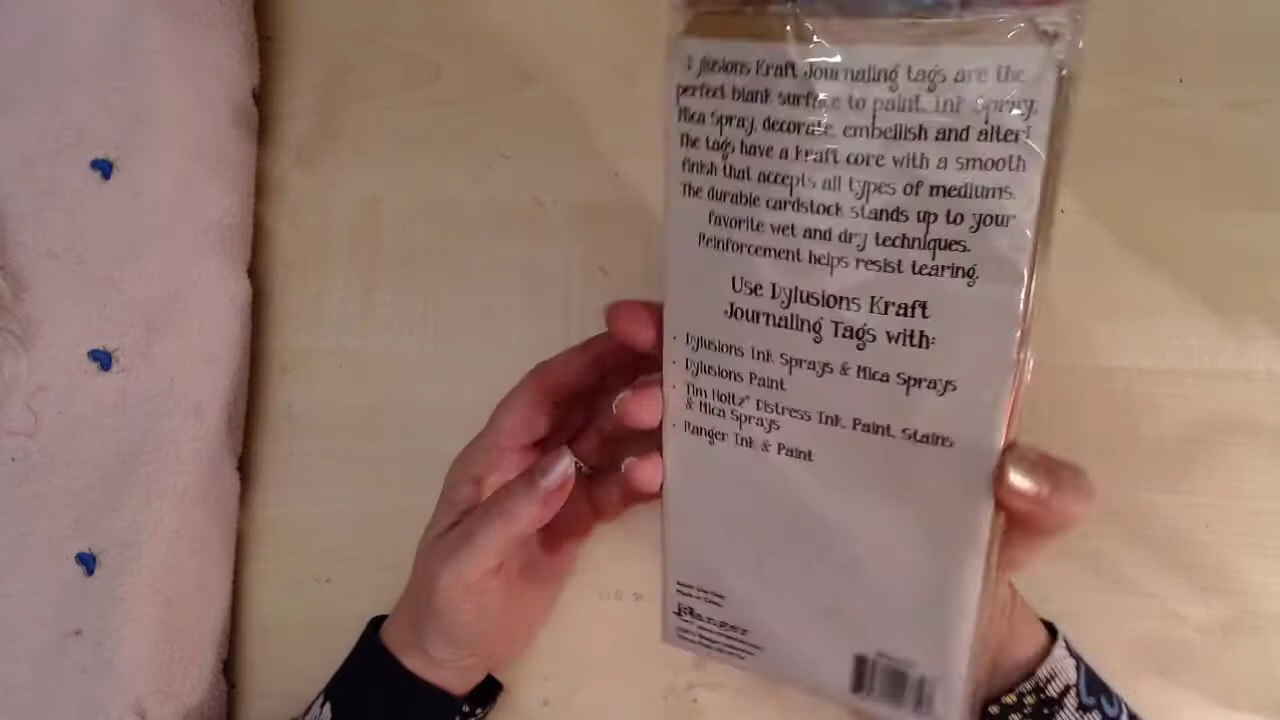 Journaling tags are the
perfect blank surface to paint, Ink Spray,
Mica Spray, decorate, embellish and alter!
The tags have a kraft core with a smooth
finish that accepts all types of mediums.
The durable cardstock stands up to your
favorite wet and dry techniques.
Reinforcement helps resist tearing.
Use Dylusions Kraft
Journaling Tags with:
· Dylusions Ink Sprays & Mica Sprays
· Dylusions Paint
· Tim Holtz® Distress Ink, Paint, Stains
& Mica Sprays
· Ranger Ink & Paint
Ranger